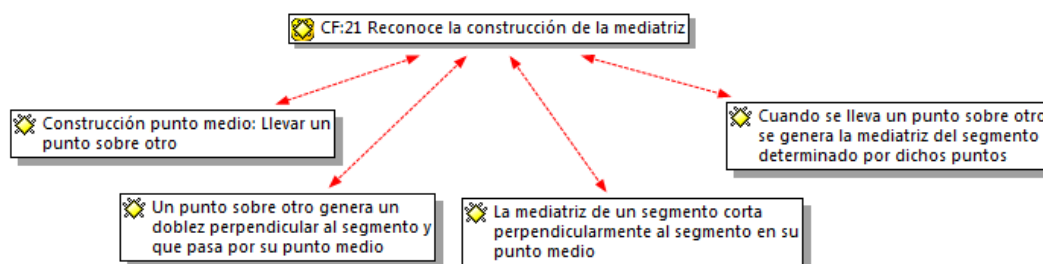 CF:21 Reconoce la construcción de la mediatriz
Construcción punto medio: Llevar un
punto sobre otro
Cuando se lleva un punto sobre otro
se genera la mediatriz del segmento
determinado por dichos puntos
Un punto sobre otro genera un
doblez perpendicular al segmento y
que pasa por su punto medio
La mediatriz de un segmento corta
perpendicularmente al segmento en su
punto medio